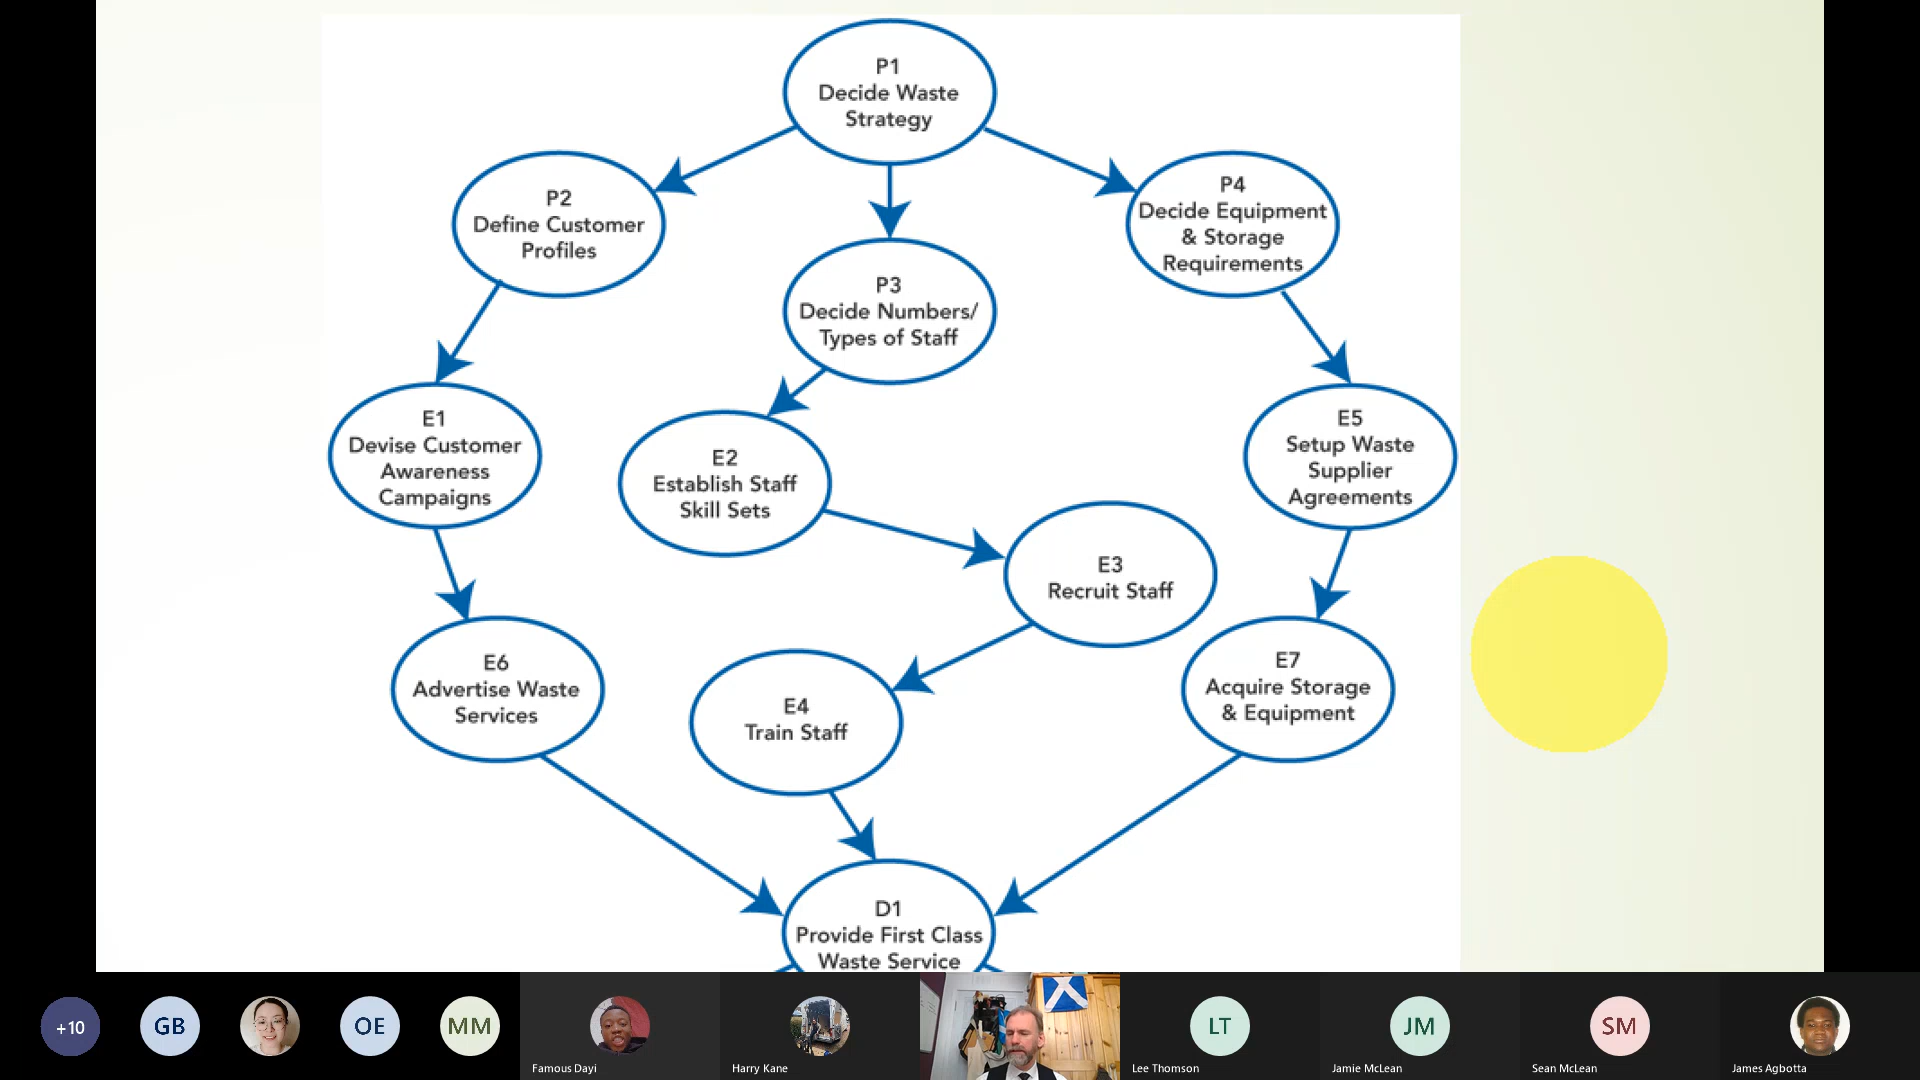 P1
Decide Waste
Strategy
P2
Define Customer
Profiles
P4
Decide Equipment
& Storage
Requirements
P3
Decide Numbers/
Types of Staff
E1
Devise Customer
Awareness
Campaigns
E2
Establish Staff
Skill Sets
E5
Setup Waste
Supplier
Agreements
E3
Recruit Staff
E6
Advertise Waste
Services
E4
Train Staff
E7
Acquire Storage
& Equipment
D1
Provide First Class
Waste Service
+10
GB
OE
MM
Famous Dayi
Harry Kane
LT
Lee Thomson
JM
Jamie McLean
SM
Sean McLean
James Agbotta